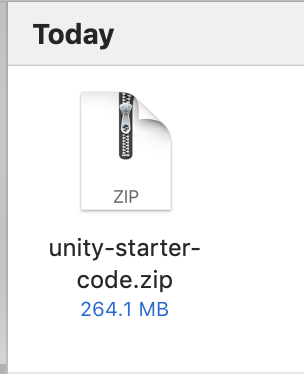 Today
ZIP
unity-starter-
code.zip
264.1 MB